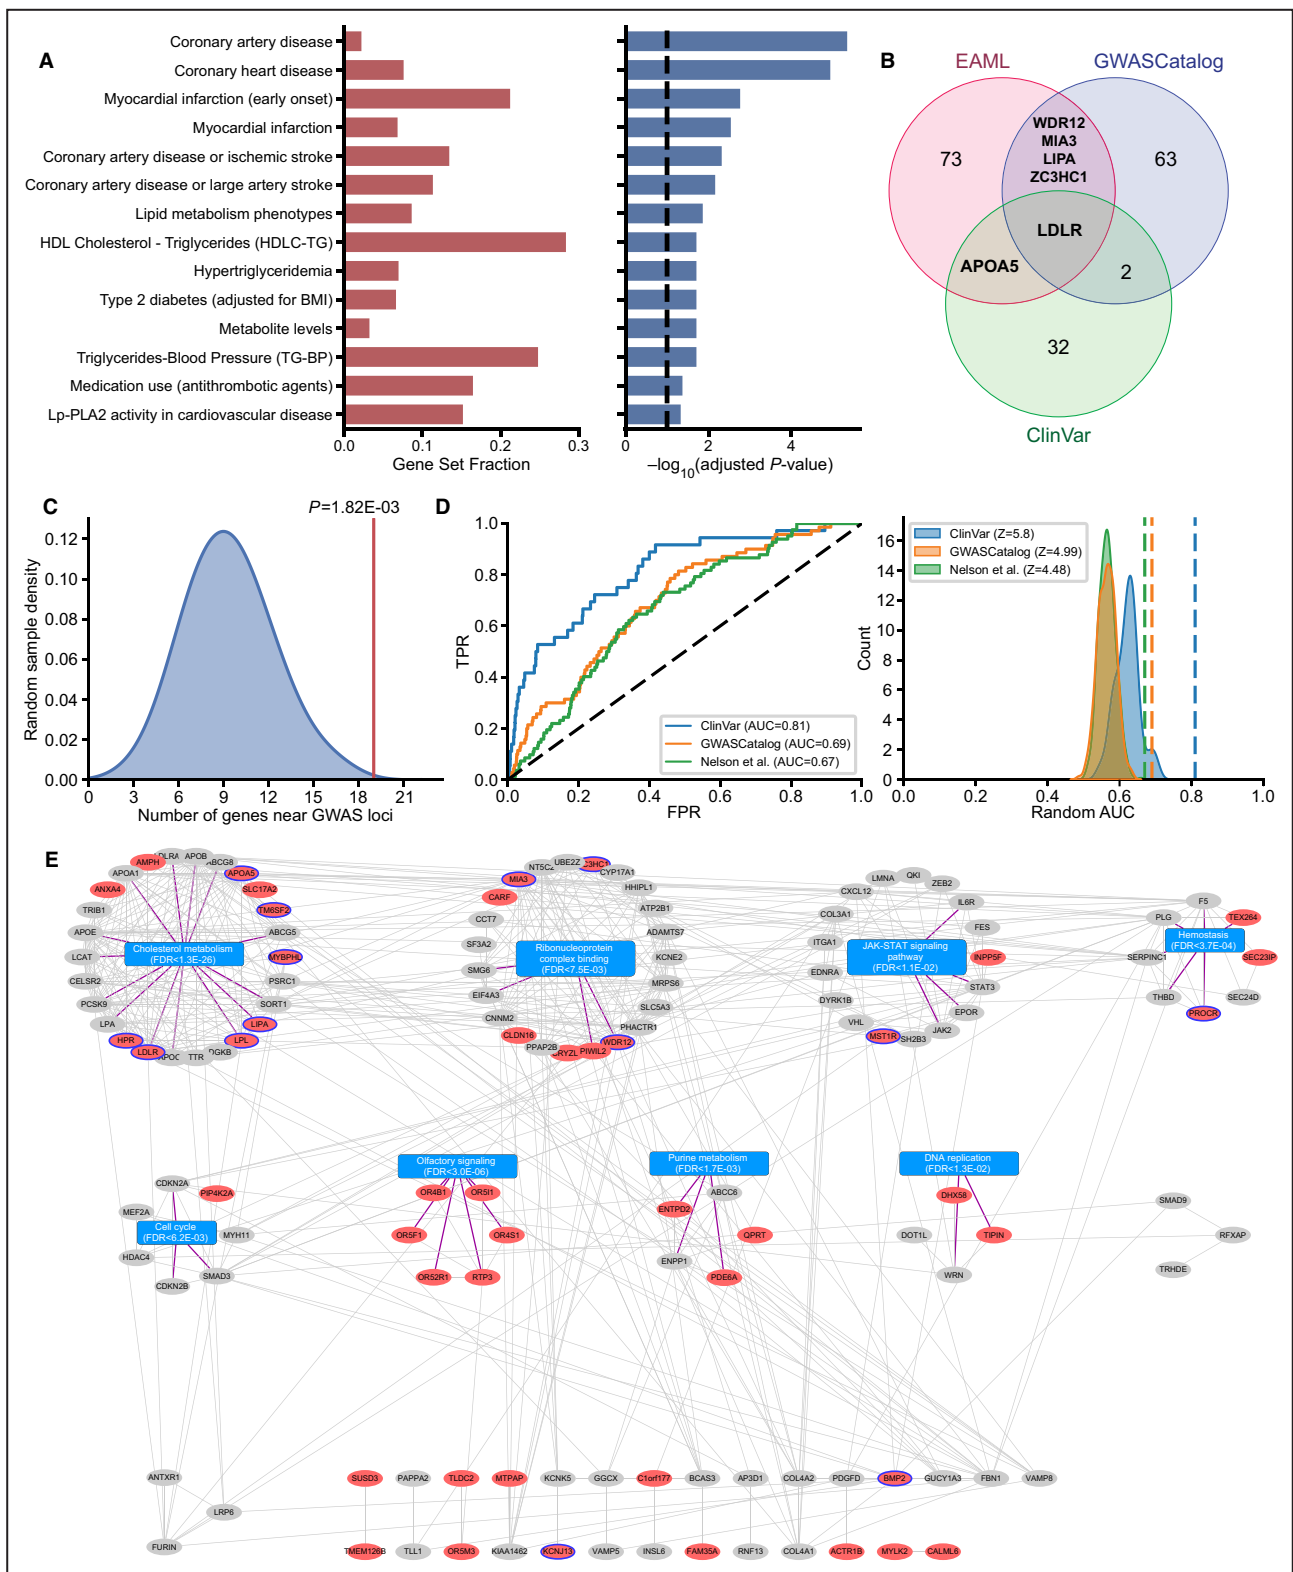 A
Coronary artery disease
Coronary heart disease
Myocardial infarction (early onset)
Myocardial infarction
Coronary artery disease or ischemic stroke
Coronary artery disease or large artery stroke
Lipid metabolism phenotypes
HDL Cholesterol - Triglycerides (HDLC-TG)
Hypertriglyceridemia
Type 2 diabetes (adjusted for BMI)
Metabolite levels
Triglycerides-Blood Pressure (TG-BP)
Medication use (antithrombotic agents)
Lp-PLA2 activity in cardiovascular disease
0.0 0.1 0.2 0.3
Gene Set Fraction
0 2 4
–log10(adjusted P-value)
B
EAML
GWASCatalog
WDR12
MIA3
LIPA
ZC3HC1
73
63
LDLR
APOA5
2
32
ClinVar
C
P=1.82E-03
0.12
0.10
0.08
0.06
0.04
0.02
0.00
Random sample density
0 3 6 9 12 15 18 21
Number of genes near GWAS loci
D
1.0
0.8
0.6
0.4
0.2
0.0
TPR
ClinVar (AUC=0.81)
GWASCatalog (AUC=0.69)
Nelson et al. (AUC=0.67)
0.0 0.2 0.4 0.6 0.8 1.0
FPR
16
14
12
10
8
6
4
2
0
Count
ClinVar (Z=5.8)
GWASCatalog (Z=4.99)
Nelson et al. (Z=4.48)
0.0 0.2 0.4 0.6 0.8 1.0
Random AUC
E
AMPH
APOB
ABCG8
APOA1
APOA5
ANXA4
SLC17A2
TRIB1
TM6SF2
APOE
ABCG5
Cholesterol metabolism
(FDR<1.3E-26)
LCAT
MYBPHL
CELSR2
PSRC1
PCSK9
SORT1
LPA
LIPA
HPR
LPL
LDLR
TTR
DGKB
NT5C2
UBE2Z
ZC3HC1
CYP17A1
MIA3
HHIPL1
CARF
ATP2B1
CCT7
ADAMTS7
SF3A2
Ribonucleoprotein
complex binding
(FDR<7.5E-03)
KCNE2
SMG6
MRPS6
EIF4A3
SLC5A3
CNNM2
PHACTR1
CLDN16
WDR12
PPAP2B
PIWIL2
LMNA
QKI
ZEB2
CXCL12
IL6R
COL3A1
FES
ITGA1
JAK-STAT signaling
pathway
(FDR<1.1E-02)
INPP5F
EDNRA
STAT3
DYRK1B
EPOR
VHL
JAK2
MST1R
SH2B3
F5
PLG
TEX264
Hemostasis
(FDR<3.7E-04)
SERPINC1
SEC23IP
THBD
SEC24D
PROCR
CDKN2A
PIP4K2A
MEF2A
Cell cycle
(FDR<6.2E-03)
MYH11
HDAC4
SMAD3
CDKN2B
Olfactory signaling
(FDR<3.0E-06)
OR4B1
OR5I1
OR5F1
OR4S1
OR52R1
RTP3
Purine metabolism
(FDR<1.7E-03)
ABCC6
ENTPD2
QPRT
ENPP1
PDE6A
DNA replication
(FDR<1.3E-02)
DHX58
DOT1L
TIPIN
WRN
SMAD9
RFXAP
TRHDE
ANTXR1
LRP6
FURIN
SUSD3
PAPPA2
TLDC2
MTPAP
KCNK5
GGCX
C1orf177
BCAS3
AP3D1
COL4A2
PDGFD
BMP2
GUCY1A3
FBN1
VAMP8
TMEM126B
TLL1
OR5M3
KIAA1462
KCNJ13
VAMP5
INSL6
FAM35A
RNF13
COL4A1
ACTR1B
MYLK2
CALML6